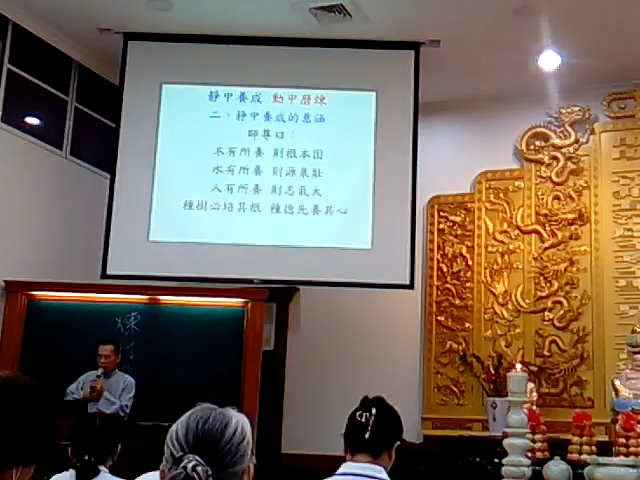 靜中養成 動中磨煉
二、靜中養成的意涵
師尊曰：
木有所養 則根本固
水有所養 則源泉壯
人有所養 則志氣大
種樹必培其根 種德先養其心
煉